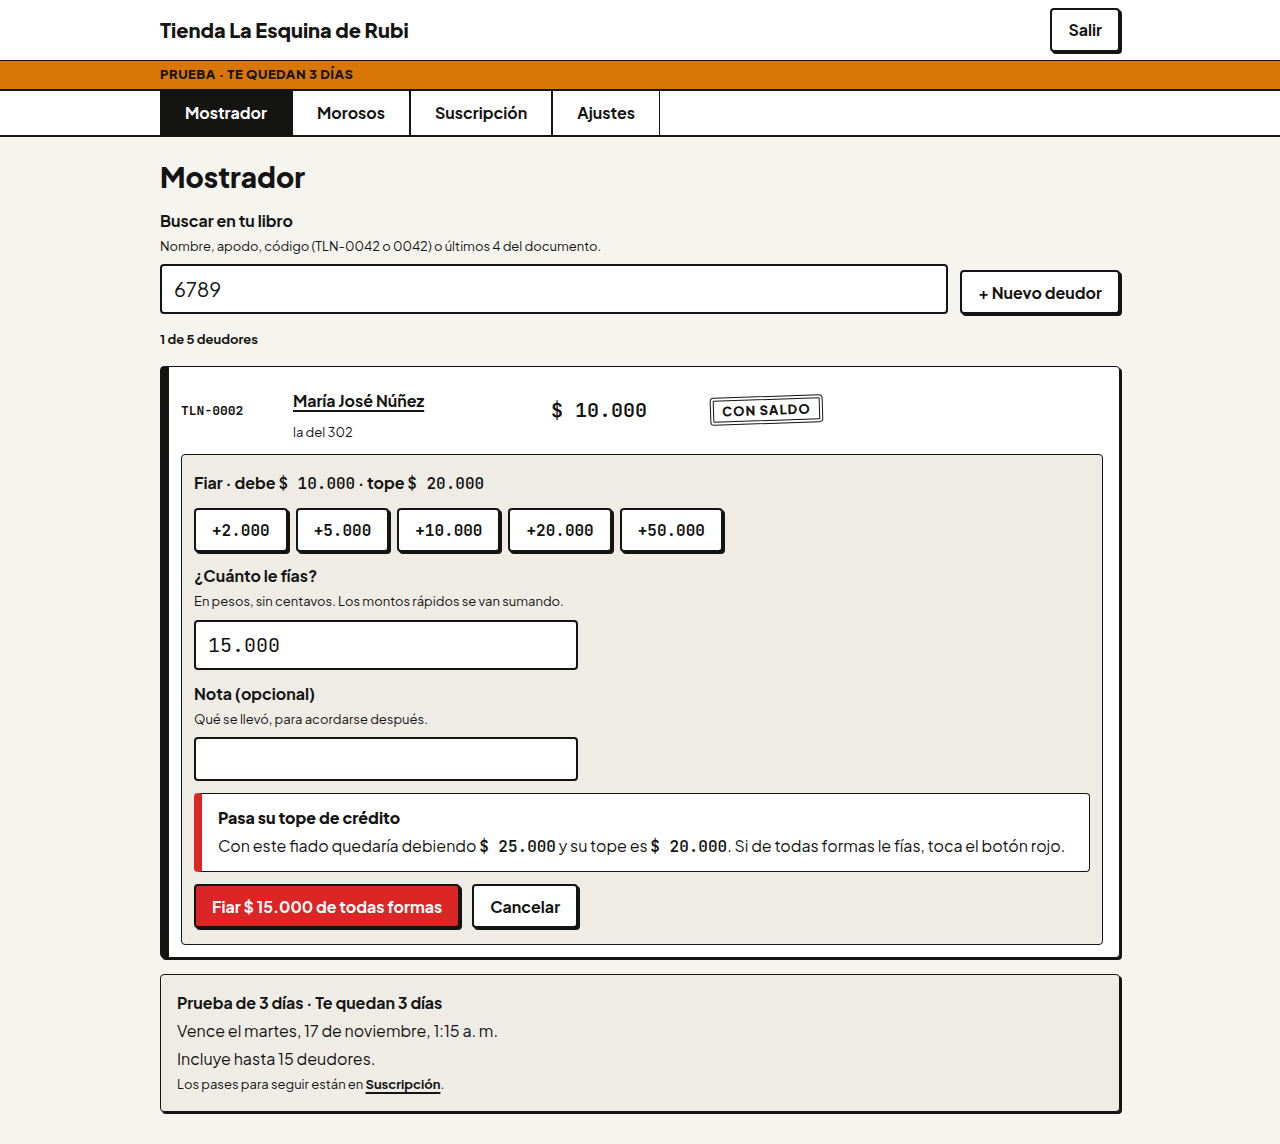 Tienda La Esquina de Rubi
Salir
PRUEBA · TE QUEDAN 3 DÍAS
Mostrador
Morosos
Suscripción
Ajustes
Mostrador
Buscar en tu libro
Nombre, apodo, código (TLN-0042 o 0042) o últimos 4 del documento.
6789
+ Nuevo deudor
1 de 5 deudores
TLN-0002
María José Núñez
la del 302
$ 10.000
CON SALDO
Fiar · debe $ 10.000 · tope $ 20.000
+2.000
+5.000
+10.000
+20.000
+50.000
¿Cuánto le fías?
En pesos, sin centavos. Los montos rápidos se van sumando.
15.000
Nota (opcional)
Qué se llevó, para acordarse después.
Pasa su tope de crédito
Con este fiado quedaría debiendo $ 25.000 y su tope es $ 20.000. Si de todas formas le fías, toca el botón rojo.
Fiar $ 15.000 de todas formas
Cancelar
Prueba de 3 días · Te quedan 3 días
Vence el martes, 17 de noviembre, 1:15 a. m.
Incluye hasta 15 deudores.
Los pases para seguir están en Suscripción.